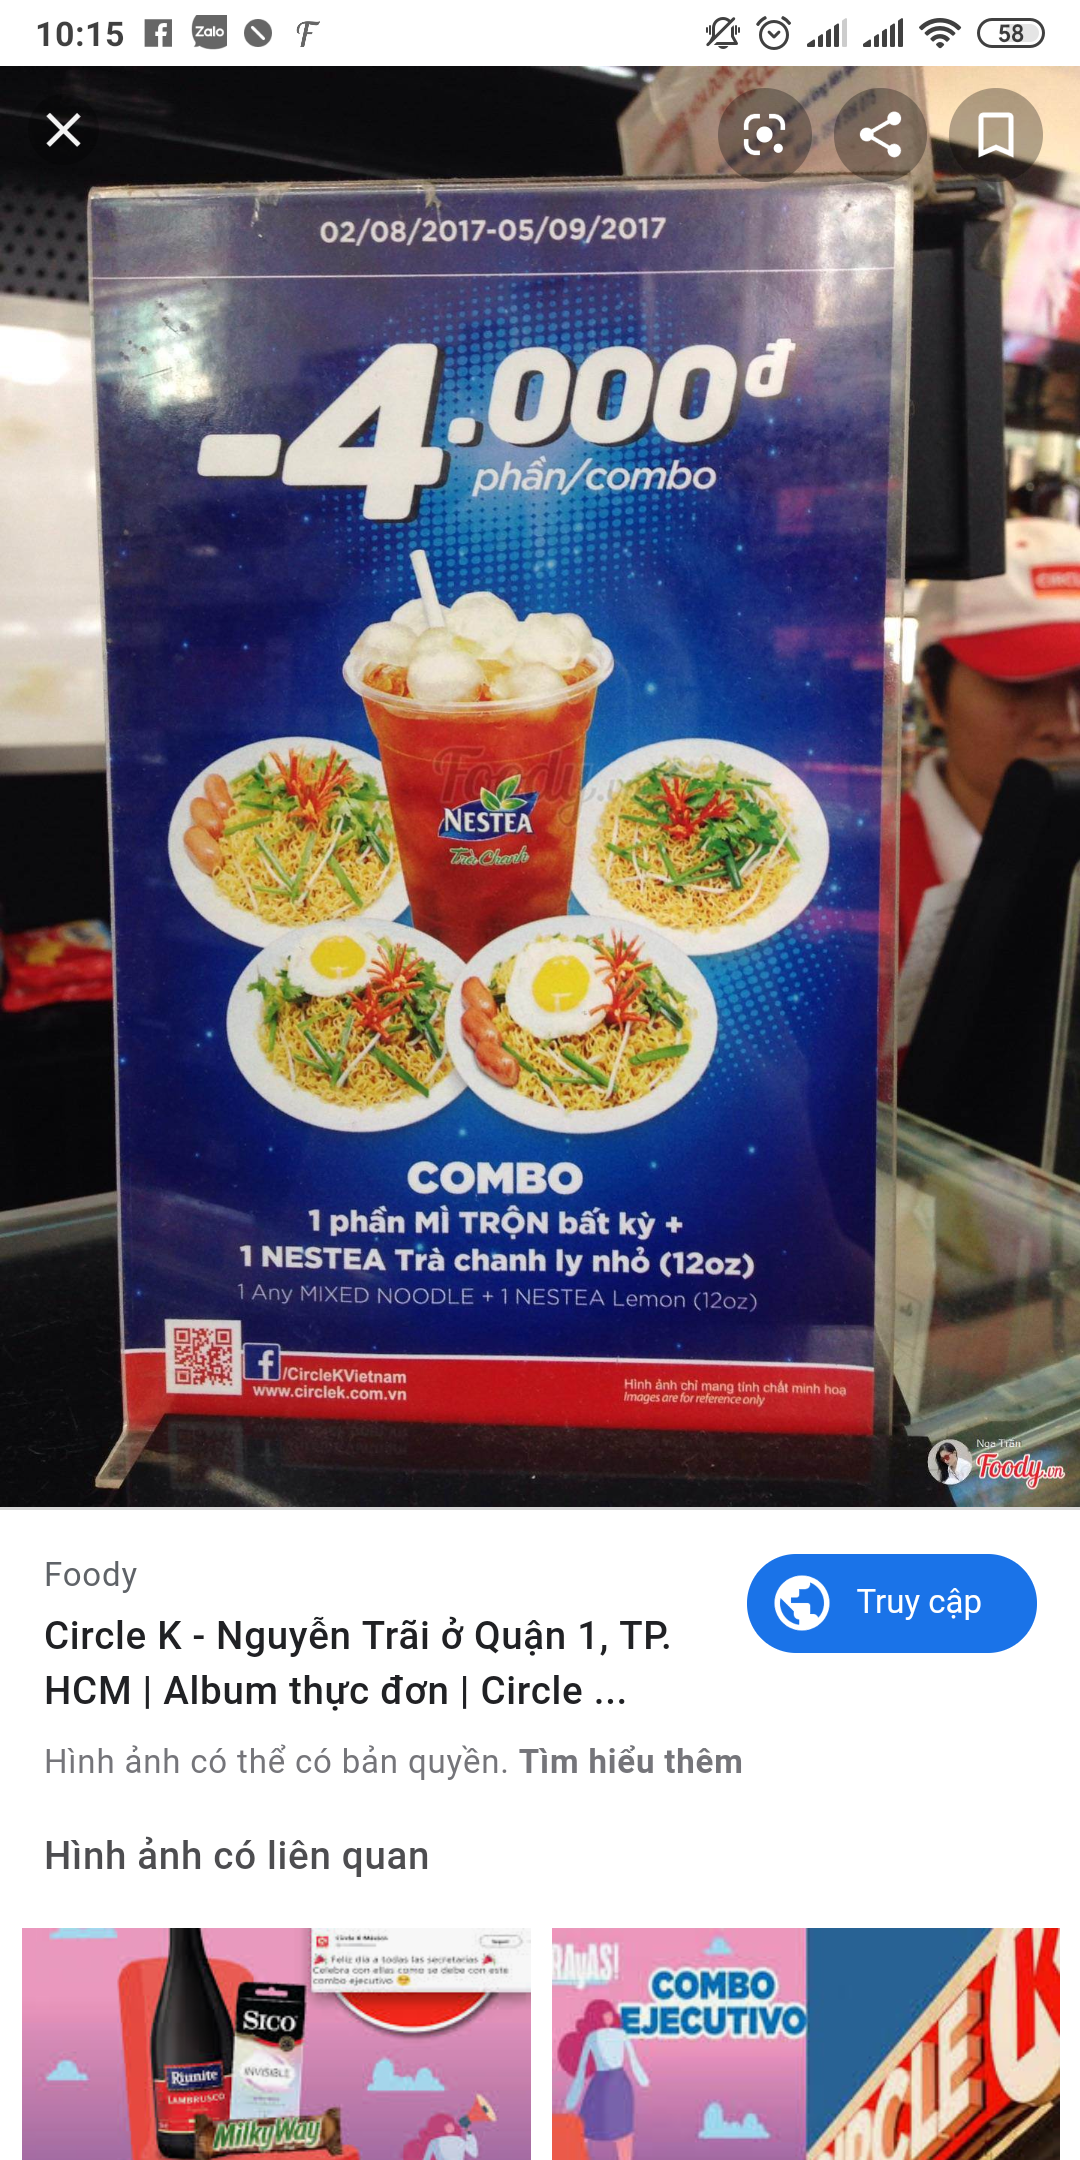 10:15
Zalo
58
02/08/2017-05/09/2017
-4.000đ
phần/combo
Foody.vn
NESTEA
Trà Chanh
COMBO
1 phần MÌ TRỘN bất kỳ +
1 NESTEA Trà chanh ly nhỏ (12oz)
1 Any MIXED NOODLE + 1 NESTEA Lemon (12oz)
/CircleKVietnam
www.circlek.com.vn
Hình ảnh chỉ mang tính chất minh hoạ
Images are for reference only
Nga Trần
Foody.vn
Foody
Truy cập
Circle K - Nguyễn Trãi ở Quận 1, TP.
HCM | Album thực đơn | Circle ...
Hình ảnh có thể có bản quyền. Tìm hiểu thêm
Hình ảnh có liên quan
Circle K México
Feliz día a todas las secretarias
Celebra con ellas como se debe con este
combo ejecutivo
SICO
INVISIBLE
Riunite
LAMBRUSCO
MilkyWay
COMBO
EJECUTIVO
CIRCLE K